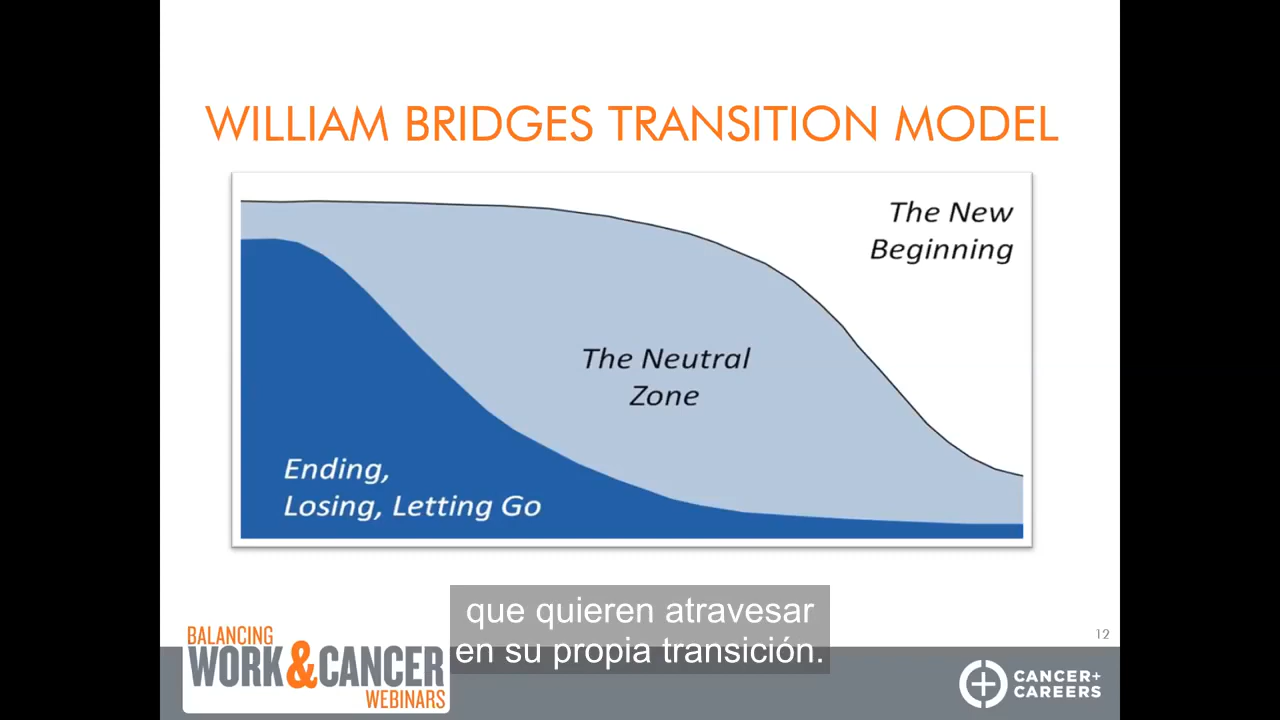 WILLIAM BRIDGES TRANSITION MODEL
The New
Beginning
The Neutral
Zone
Ending,
Losing, Letting Go
que quieren atravesar
en su propia transición.
12
BALANCING
WORK & CANCER
WEBINARS
CANCER+
CAREERS